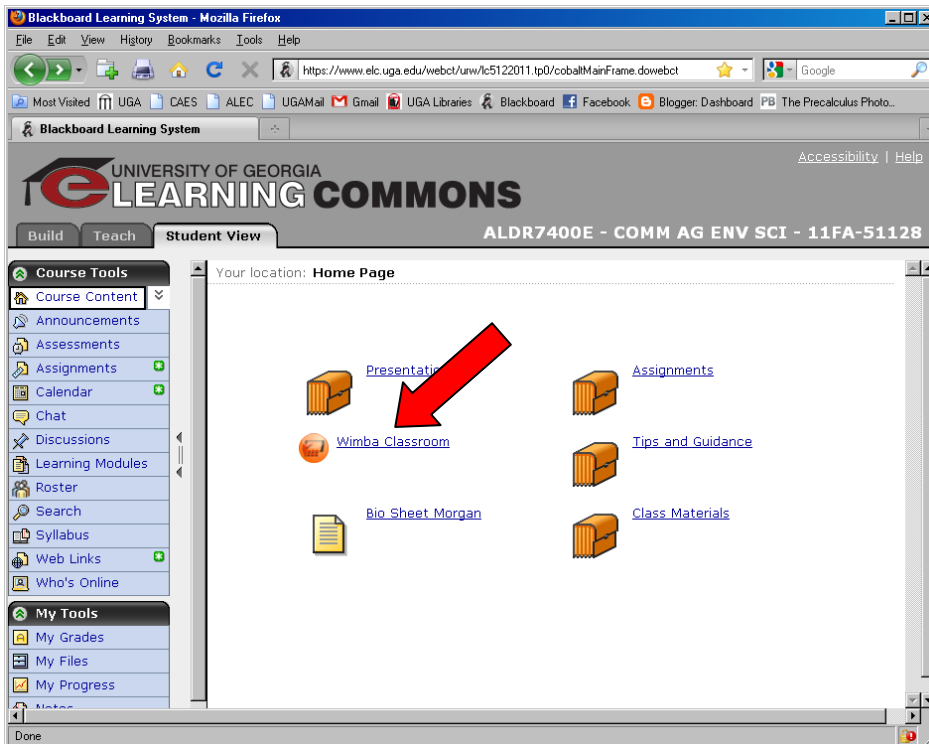 Blackboard Learning System - Mozilla Firefox
File Edit View History Bookmarks Tools Help
https://www.elc.uga.edu/webct/urw/lc5122011.tp0/cobaltMainFrame.dowebct Google
Most Visited UGA CAES ALEC UGAMail Gmail UGA Libraries Blackboard Facebook Blogger: Dashboard PB The Precalculus Photo...
Blackboard Learning System
Accessibility | Help
UNIVERSITY OF GEORGIA
eLEARNING COMMONS
Build Teach Student View ALDR7400E - COMM AG ENV SCI - 11FA-51128
Course Tools
Course Content
Announcements
Assessments
Assignments
Calendar
Chat
Discussions
Learning Modules
Roster
Search
Syllabus
Web Links
Who's Online
My Tools
My Grades
My Files
My Progress
Your location: Home Page
Assignments
Wimba Classroom
Tips and Guidance
Bio Sheet Morgan
Class Materials
Done